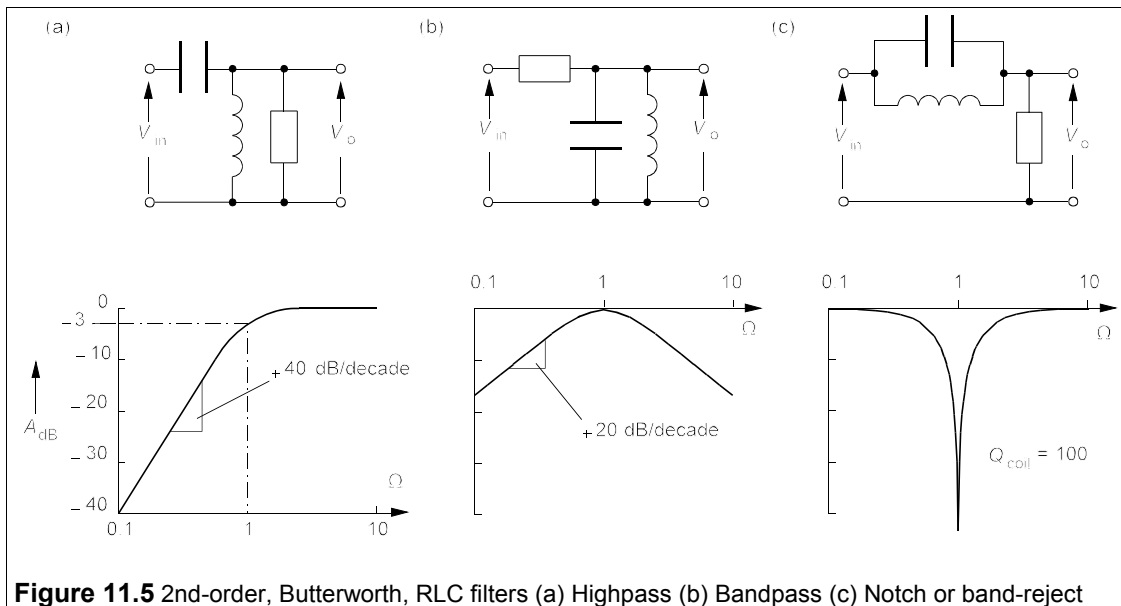 (a)
(b)
(c)
V in
V o
V in
V o
V in
V o
0
−3
−10
−20
−30
−40
A dB
+40 dB/decade
Ω
0.1
1
10
0.1
1
10
Ω
+20 dB/decade
0.1
1
10
Ω
Q coil = 100
Figure 11.5 2nd-order, Butterworth, RLC filters (a) Highpass (b) Bandpass (c) Notch or band-reject